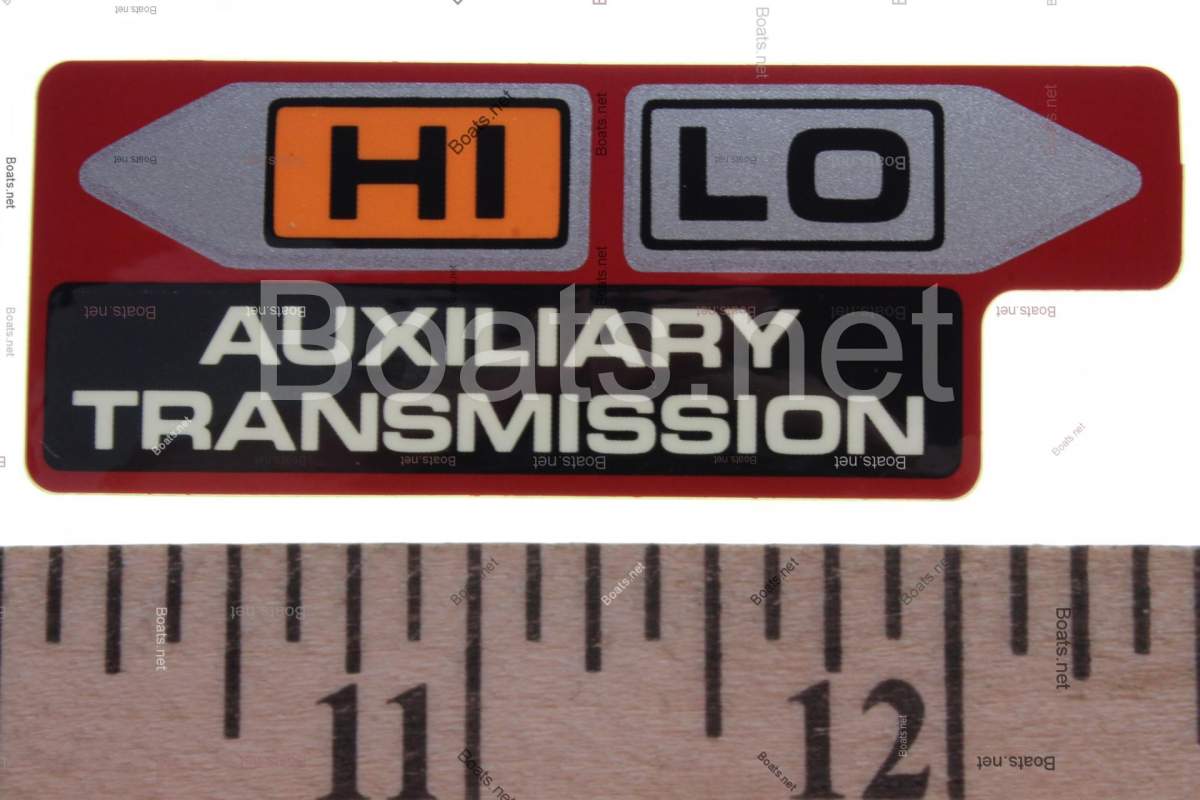 HI LO
AUXILIARY
TRANSMISSION
Boats.net
11 12